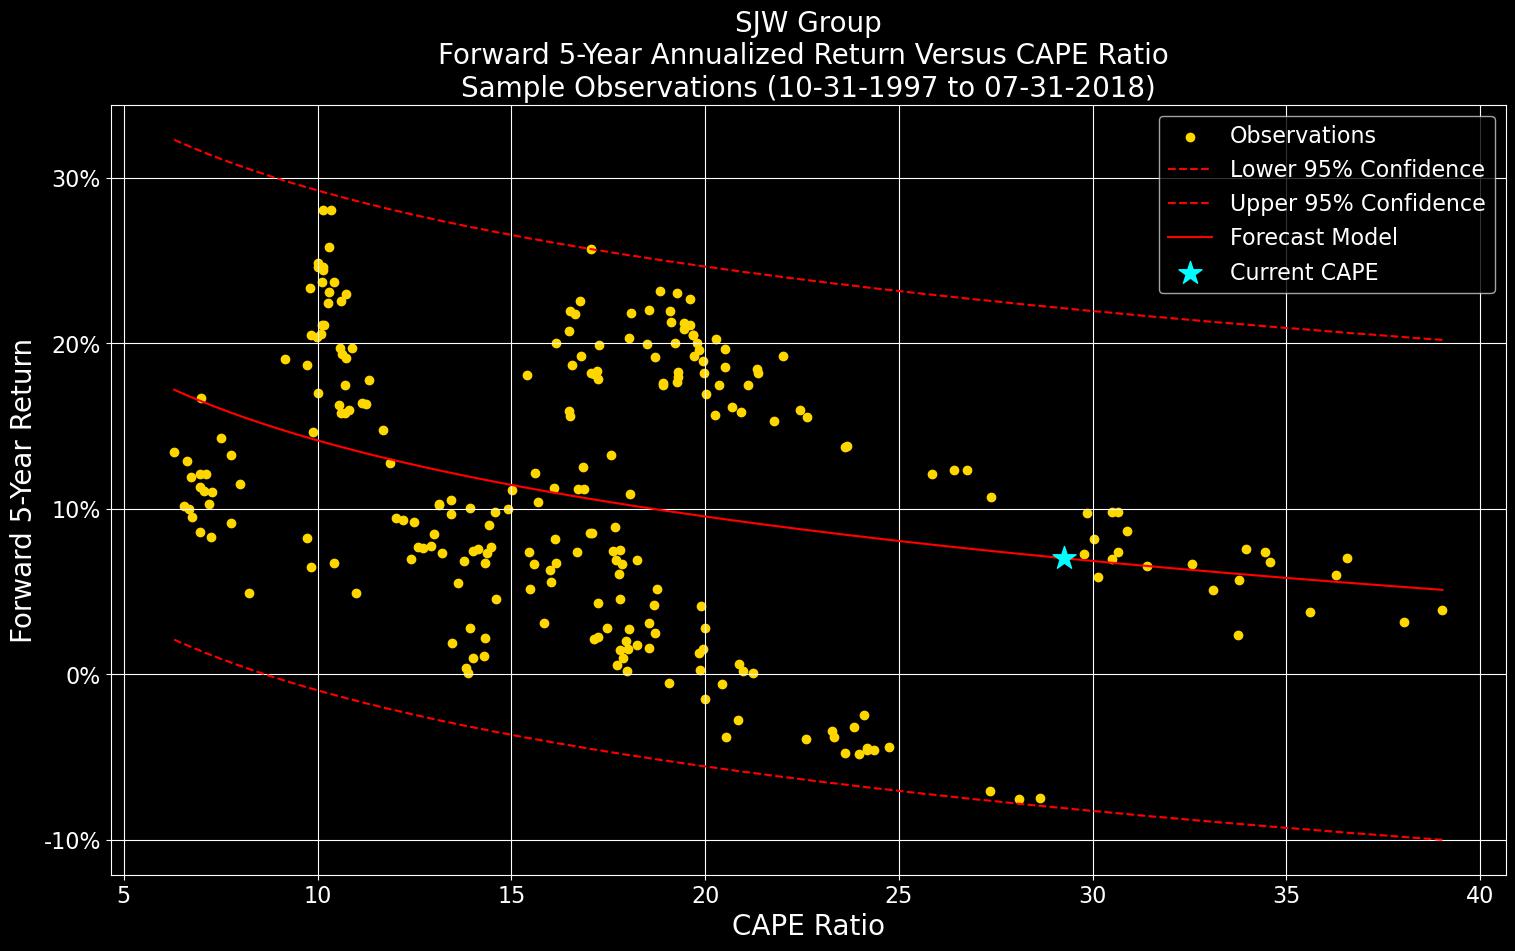 SJW Group
Forward 5-Year Annualized Return Versus CAPE Ratio
Sample Observations (10-31-1997 to 07-31-2018)
Observations
Lower 95% Confidence
Upper 95% Confidence
Forecast Model
Current CAPE
Forward 5-Year Return
30%
20%
10%
0%
-10%
5 10 15 20 25 30 35 40
CAPE Ratio